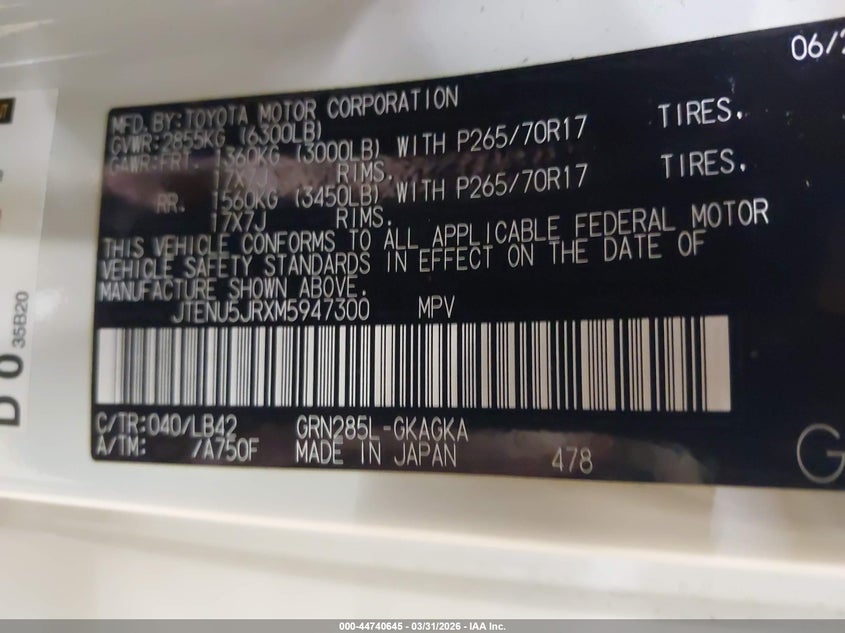 06/2
MFD.BY:TOYOTA MOTOR CORPORATION
GVWR:2855KG (6300LB)
GAWR:FRT. 1360KG (3000LB) WITH P265/70R17 TIRES.
17X7J RIMS.
RR. 1560KG (3450LB) WITH P265/70R17 TIRES.
17X7J RIMS.
THIS VEHICLE CONFORMS TO ALL APPLICABLE FEDERAL MOTOR
VEHICLE SAFETY STANDARDS IN EFFECT ON THE DATE OF
MANUFACTURE SHOWN ABOVE.
JTENU5JRXM5947300 MPV
C/TR:040/LB42 GRN285L-GKAGKA
A/TM: /A750F MADE IN JAPAN 478
G
D 0
35B20
000-44740645 - 03/31/2026 - IAA Inc.